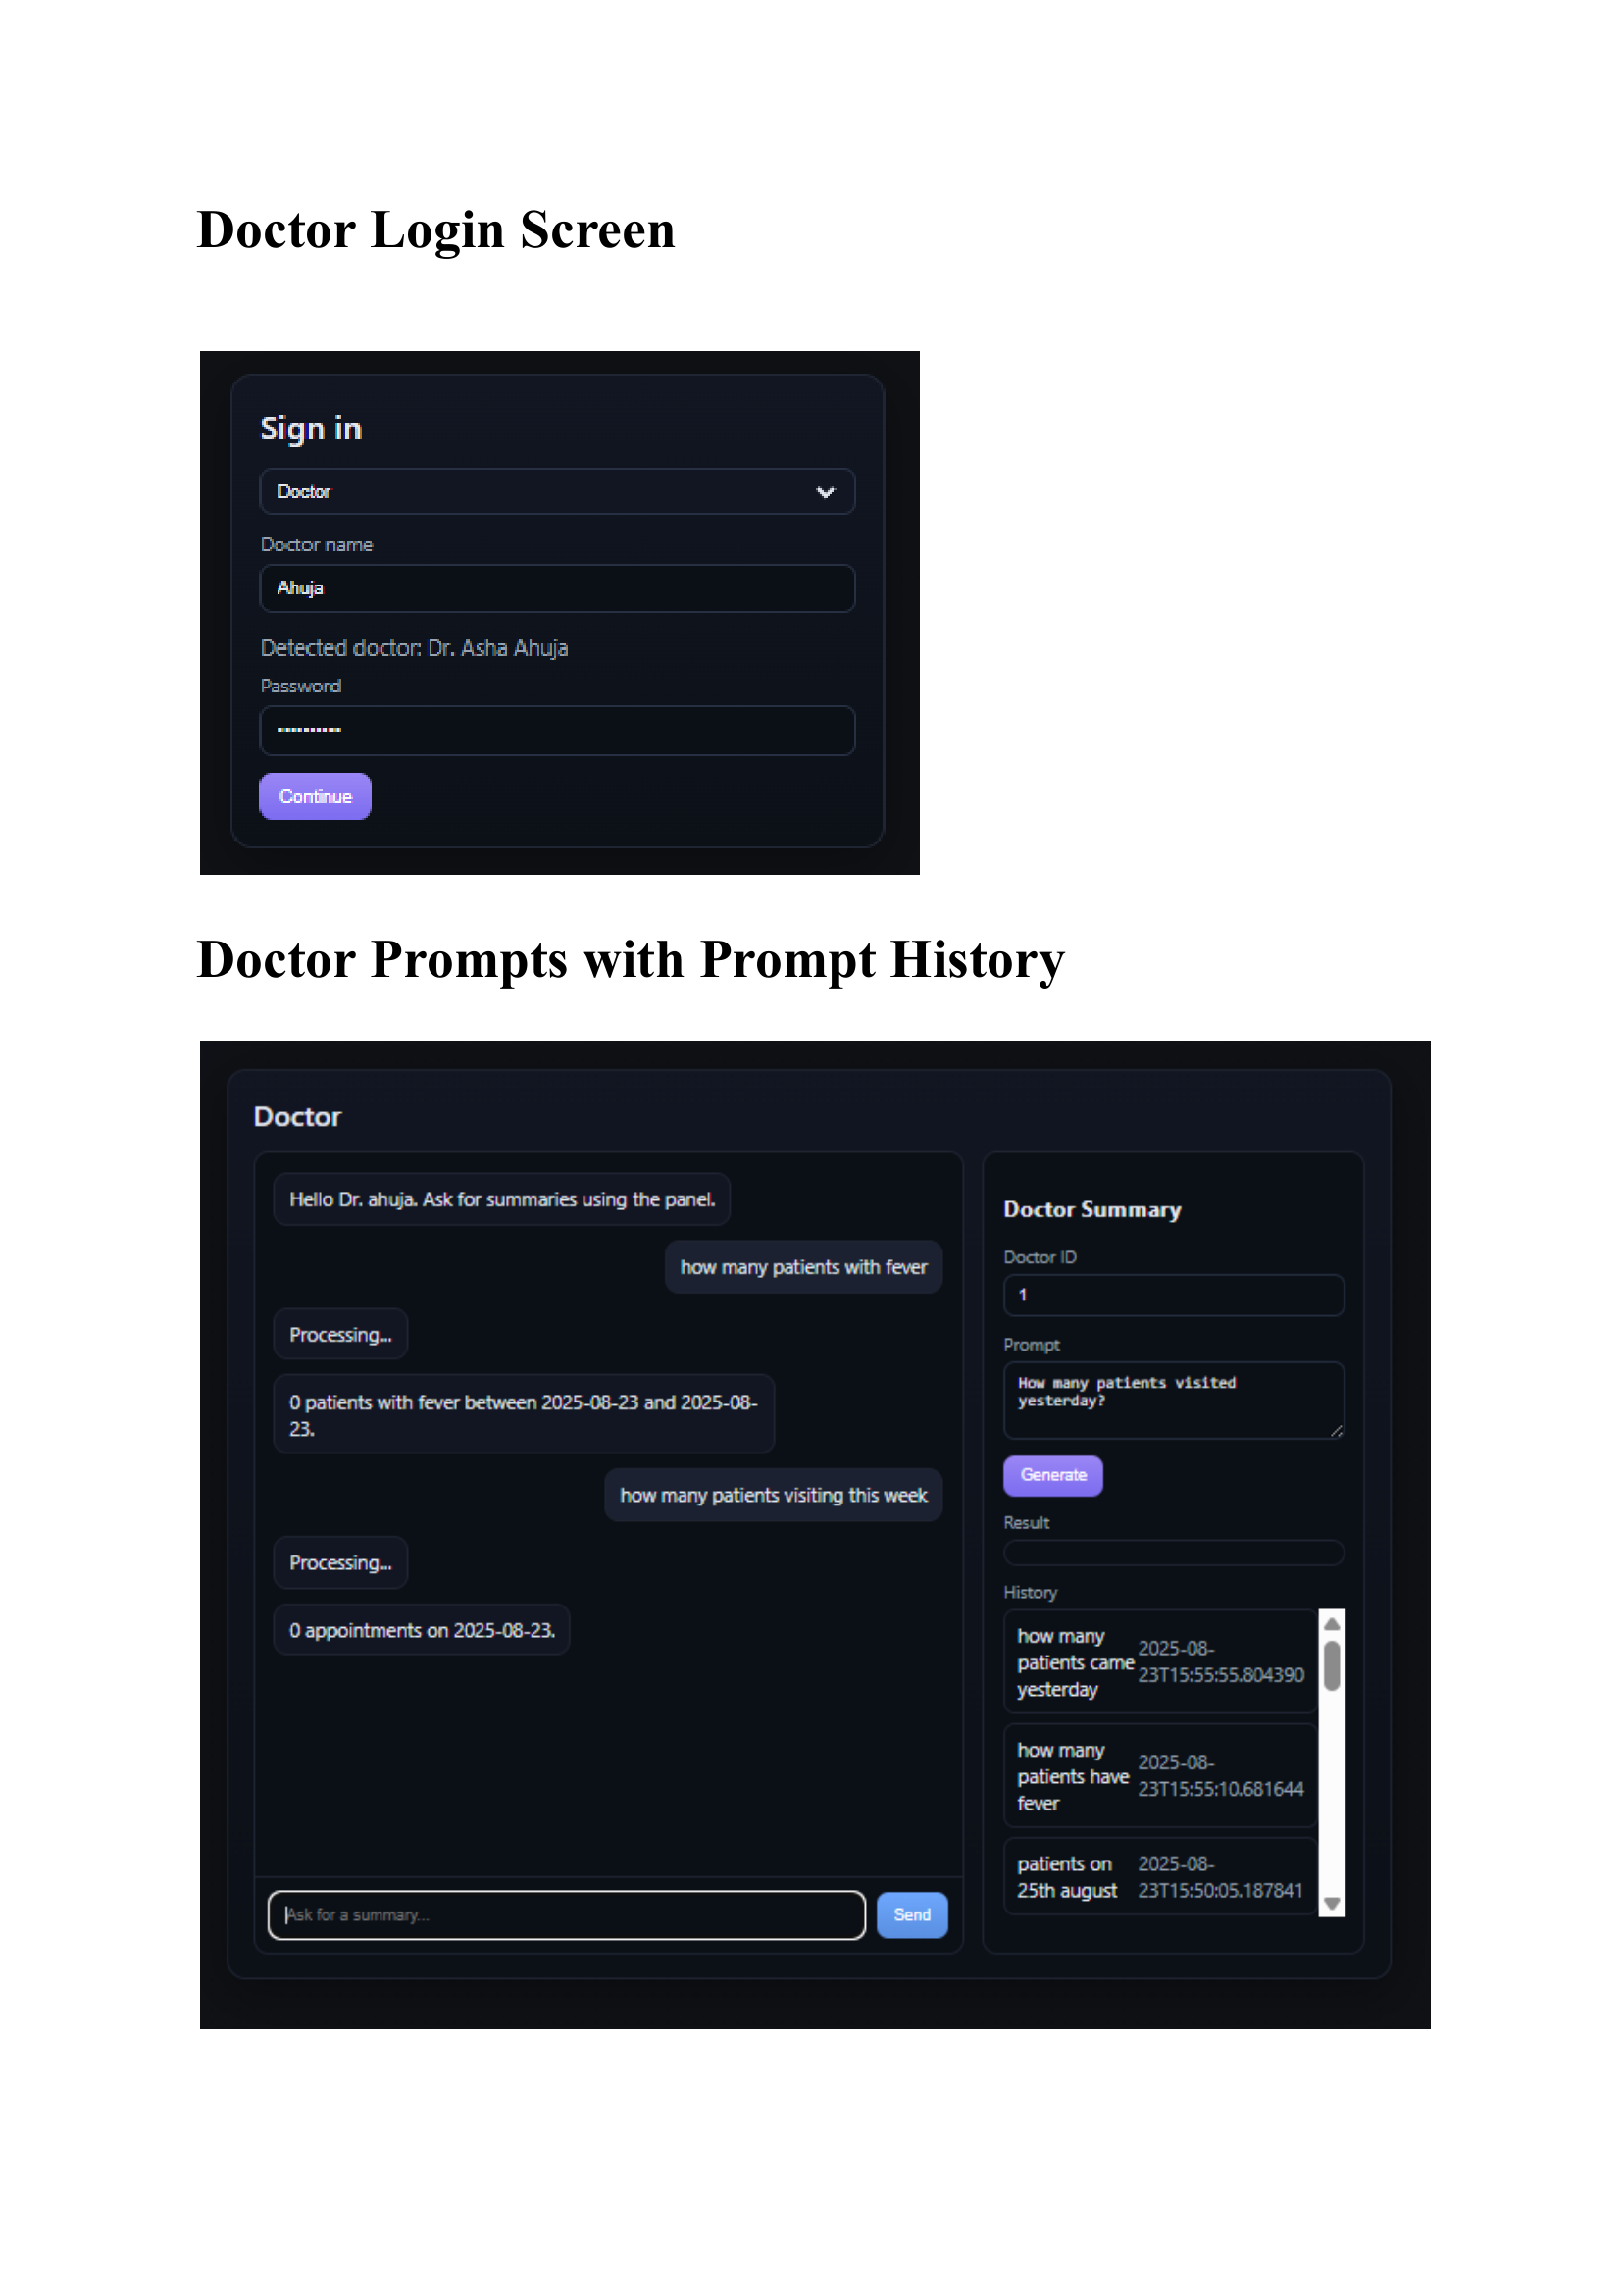 Doctor Login Screen
Sign in
Doctor
Doctor name
Ahuja
Detected doctor: Dr. Asha Ahuja
Password
Continue
Doctor Prompts with Prompt History
Doctor
Hello Dr. ahuja. Ask for summaries using the panel.
how many patients with fever
Processing...
0 patients with fever between 2025-08-23 and 2025-08-
23.
how many patients visiting this week
Processing...
0 appointments on 2025-08-23.
Ask for a summary...
Send
Doctor Summary
Doctor ID
1
Prompt
How many patients visited
yesterday?
Generate
Result
History
how many
patients came
yesterday
2025-08-
23T15:55:55.804390
how many
patients have
fever
2025-08-
23T15:55:10.681644
patients on
25th august
2025-08-
23T15:50:05.187841